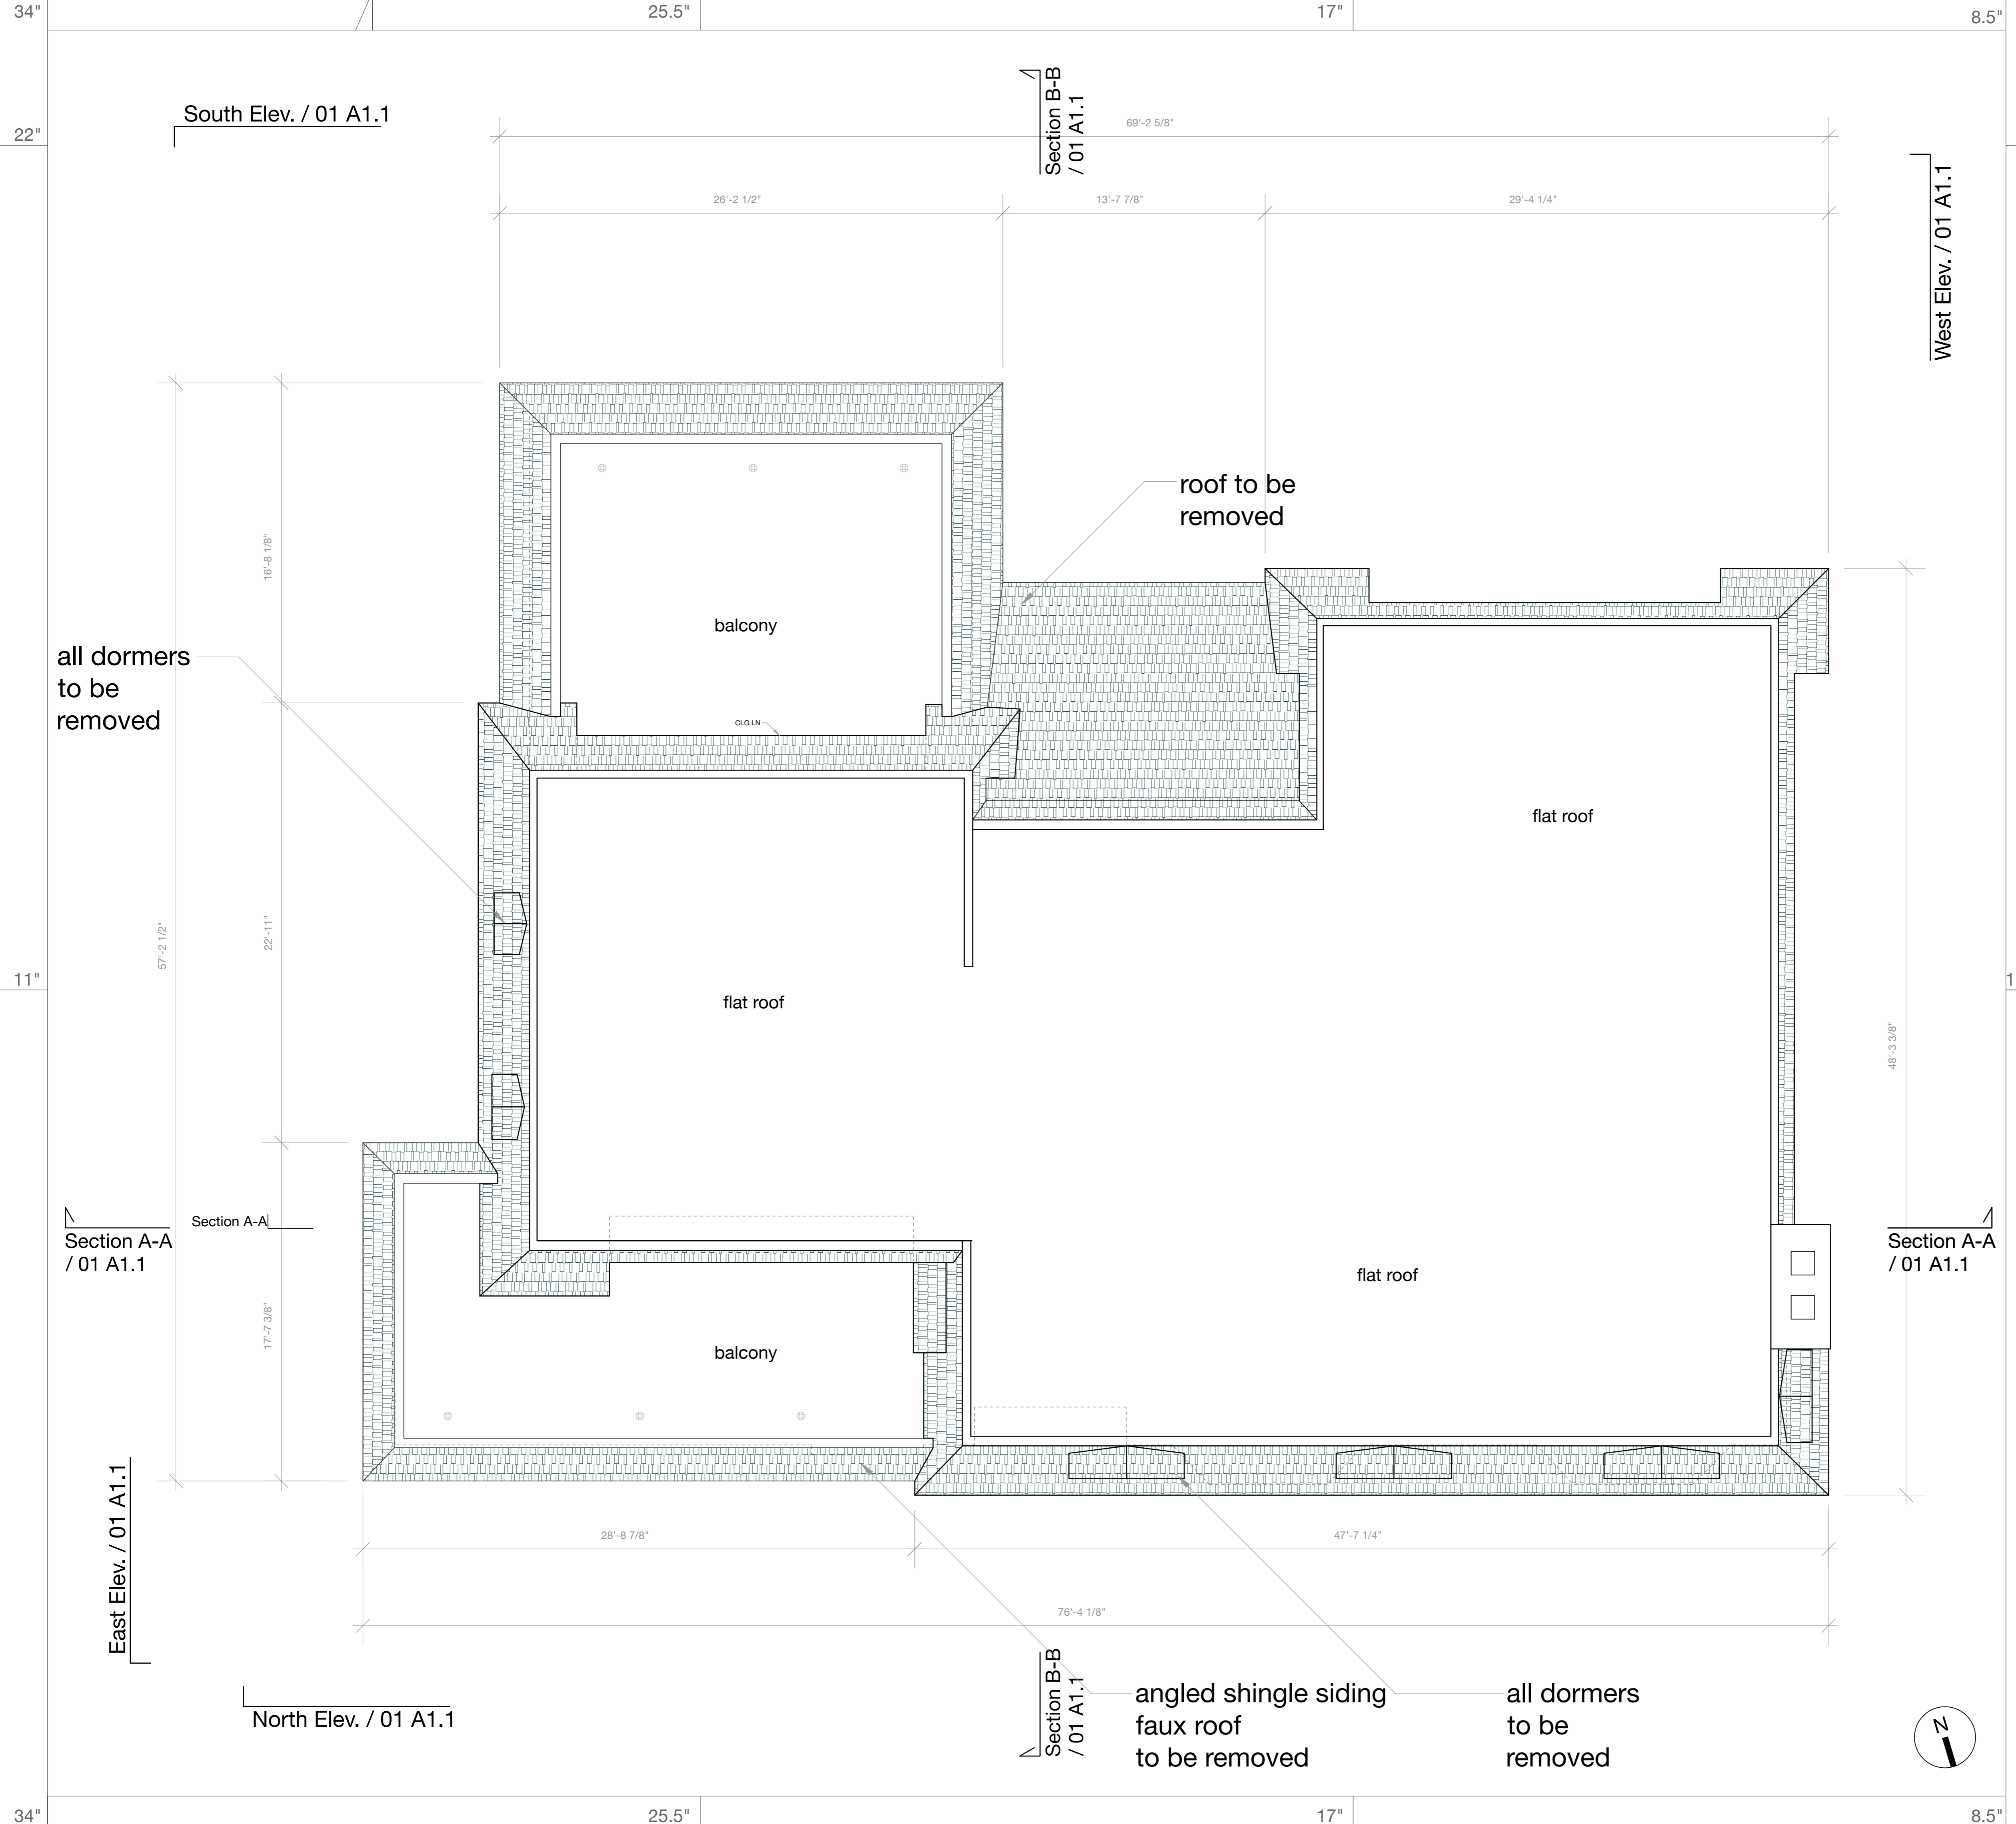 34"
25.5"
17"
8.5"
South Elev. / 01 A1.1
Section B-B
/ 01 A1.1
69'-2 5/8"
22"
West Elev. / 01 A1.1
26'-2 1/2"
13'-7 7/8"
29'-4 1/4"
roof to be
removed
16'-8 1/8"
balcony
all dormers
to be
removed
CLG LN
flat roof
57'-2 1/2"
22'-11"
11"
1
flat roof
48'-3 3/8"
Section A-A
Section A-A
/ 01 A1.1
Section A-A
/ 01 A1.1
flat roof
17'-7 3/8"
balcony
East Elev. / 01 A1.1
28'-8 7/8"
47'-7 1/4"
76'-4 1/8"
North Elev. / 01 A1.1
Section B-B
/ 01 A1.1
angled shingle siding
faux roof
to be removed
all dormers
to be
removed
N
34"
25.5"
17"
8.5"